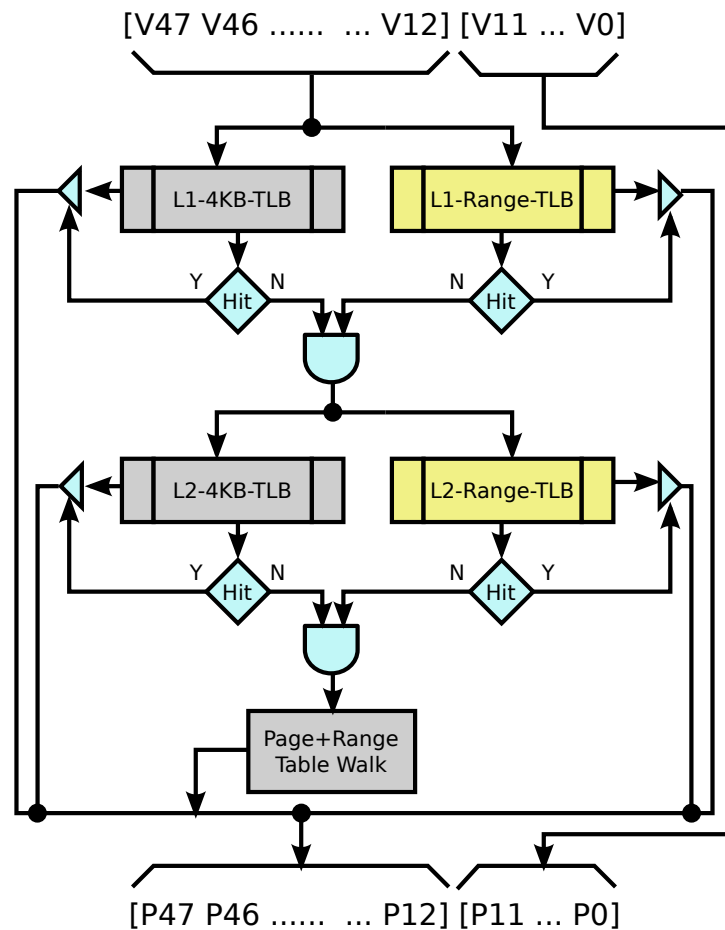 [V47 V46 ...... ... V12] [V11 ... V0]
L1-4KB-TLB L1-Range-TLB
Y Hit N N Hit Y
L2-4KB-TLB L2-Range-TLB
Y Hit N N Hit Y
Page+Range
Table Walk
[P47 P46 ...... ... P12] [P11 ... P0]